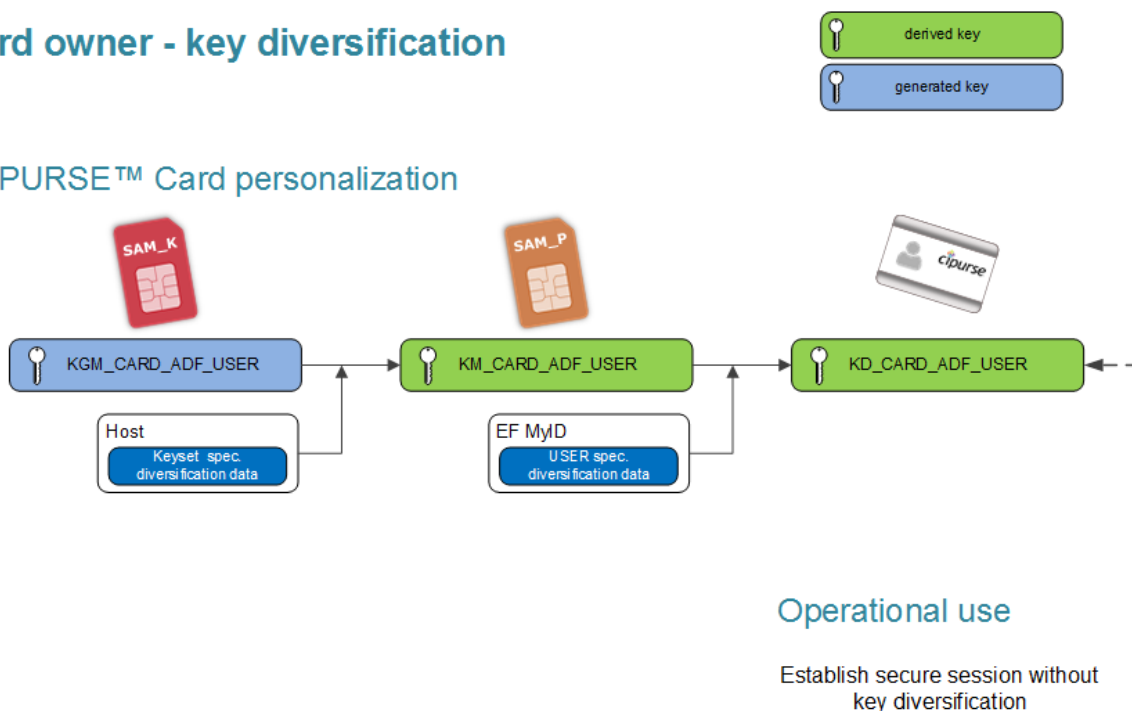 rd owner - key diversification
derived key
generated key
PURSE™ Card personalization
SAM_K
SAM_P
cipurse
KGM_CARD_ADF_USER
KM_CARD_ADF_USER
KD_CARD_ADF_USER
Host
Keyset spec.
diversification data
EF MyID
USER spec.
diversification data
Operational use
Establish secure session without
key diversification